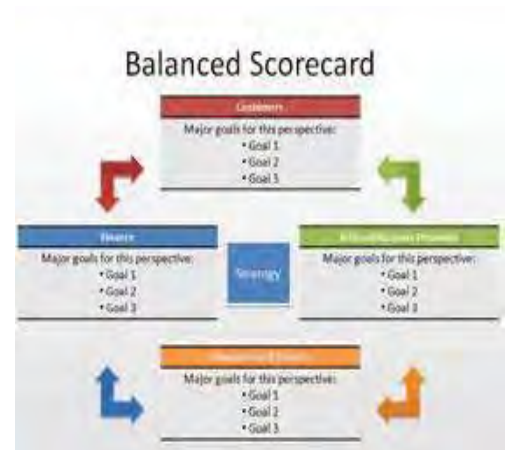 Balanced Scorecard
Customers
Major goals for this perspective:
• Goal 1
• Goal 2
• Goal 3
Finance
Major goals for this perspective:
• Goal 1
• Goal 2
• Goal 3
Strategy
Major goals for this perspective:
• Goal 1
• Goal 2
• Goal 3
Major goals for this perspective:
• Goal 1
• Goal 2
• Goal 3